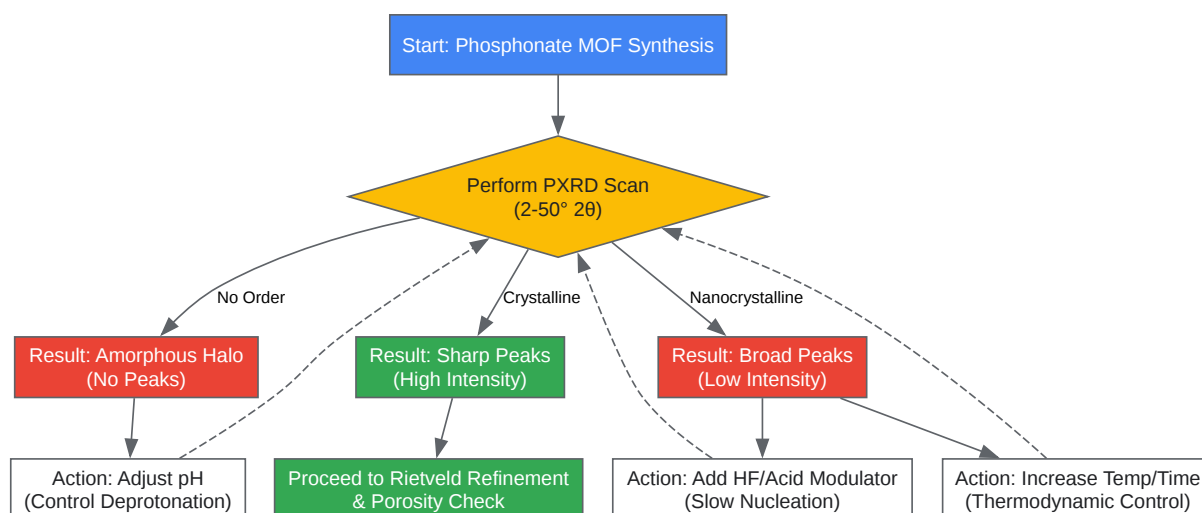 Start: Phosphonate MOF Synthesis
Perform PXRD Scan
(2-50° 2θ)
No Order
Crystalline
Nanocrystalline
Result: Amorphous Halo
(No Peaks)
Result: Sharp Peaks
(High Intensity)
Result: Broad Peaks
(Low Intensity)
Action: Adjust pH
(Control Deprotonation)
Proceed to Rietveld Refinement
& Porosity Check
Action: Add HF/Acid Modulator
(Slow Nucleation)
Action: Increase Temp/Time
(Thermodynamic Control)